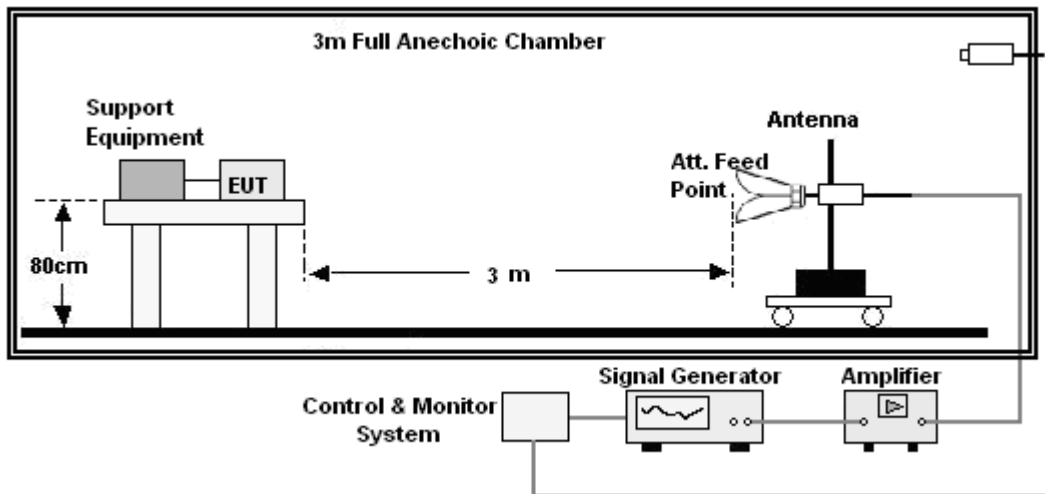 3m Full Anechoic Chamber
Support
Equipment
EUT
80cm
3 m
Antenna
Att. Feed
Point
Signal Generator
Amplifier
Control & Monitor
System